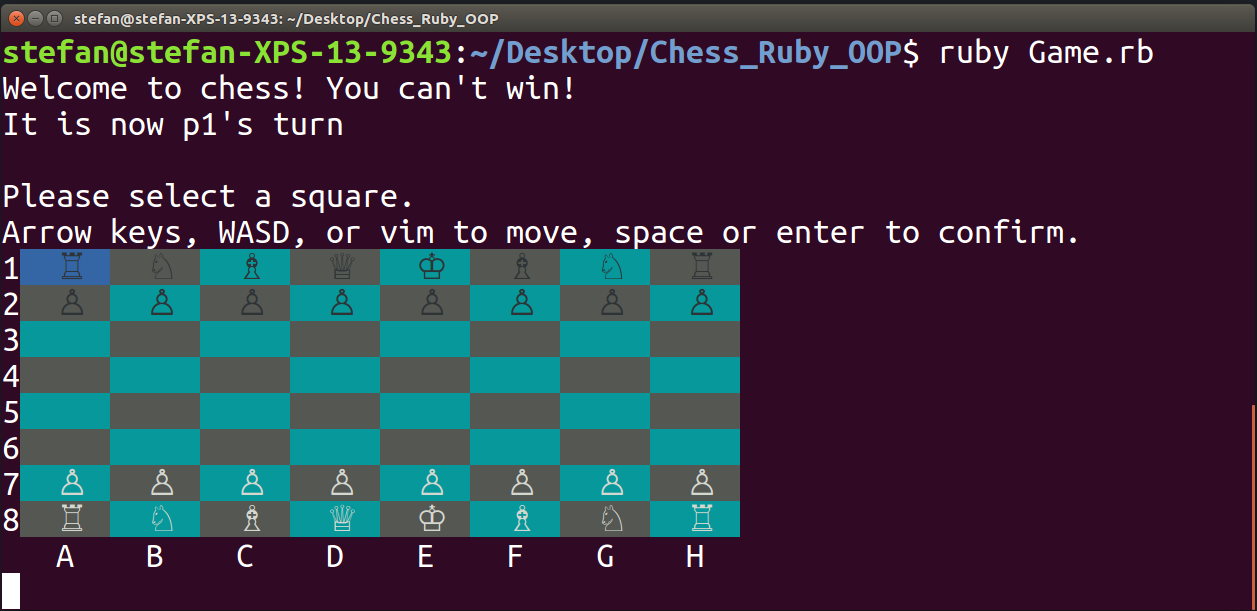 stefan@stefan-XPS-13-9343: ~/Desktop/Chess_Ruby_OOP
stefan@stefan-XPS-13-9343:~/Desktop/Chess_Ruby_OOP$ ruby Game.rb
Welcome to chess! You can't win!
It is now p1's turn
Please select a square.
Arrow keys, WASD, or vim to move, space or enter to confirm.
1 ♖ ♘ ♗ ♕ ♔ ♗ ♘ ♖
2 ♙ ♙ ♙ ♙ ♙ ♙ ♙ ♙
3
4
5
6
7 ♙ ♙ ♙ ♙ ♙ ♙ ♙ ♙
8 ♖ ♘ ♗ ♕ ♔ ♗ ♘ ♖
A B C D E F G H